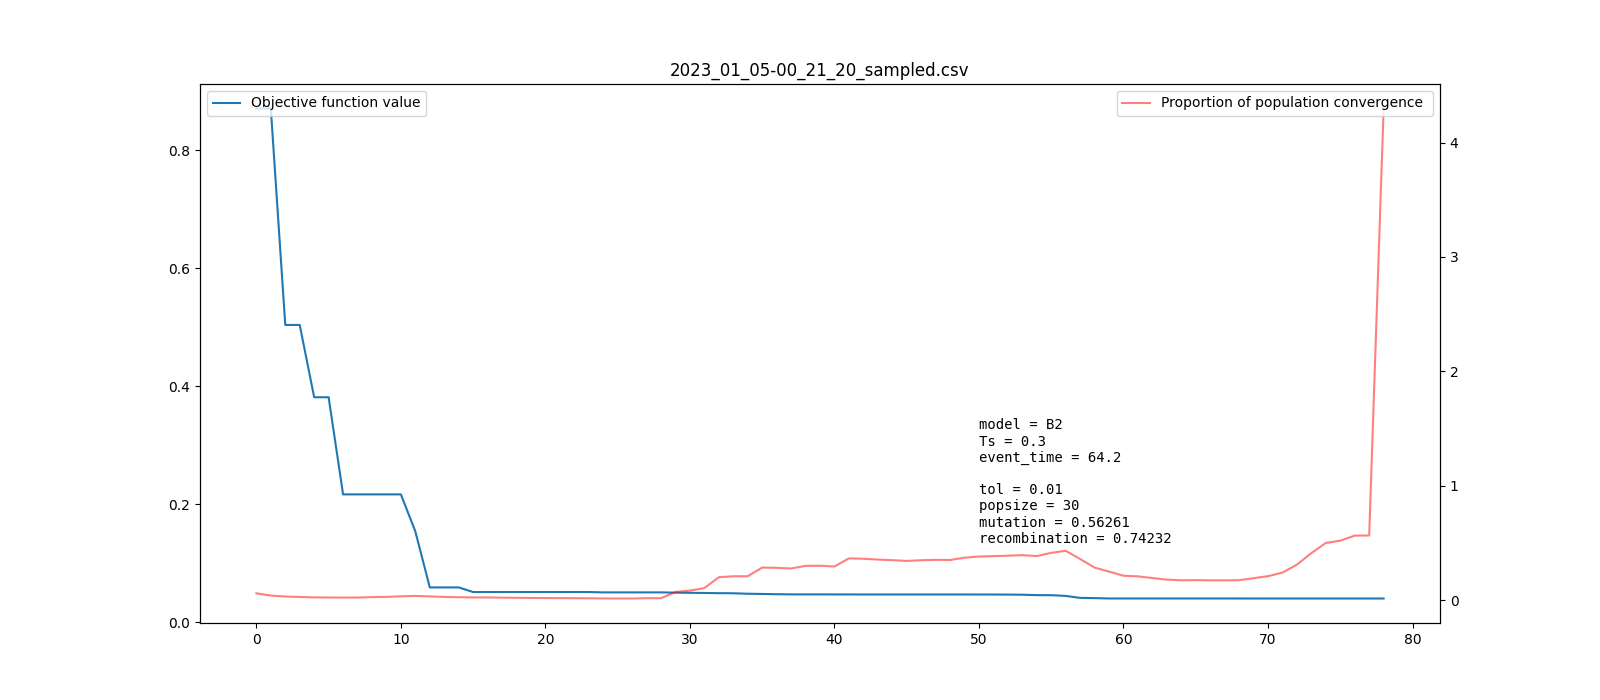 2023_01_05-00_21_20_sampled.csv
Objective function value
Proportion of population convergence
0.8
0.6
0.4
0.2
0.0
4
3
2
1
0
model = B2
Ts = 0.3
event_time = 64.2
tol = 0.01
popsize = 30
mutation = 0.56261
recombination = 0.74232
0 10 20 30 40 50 60 70 80